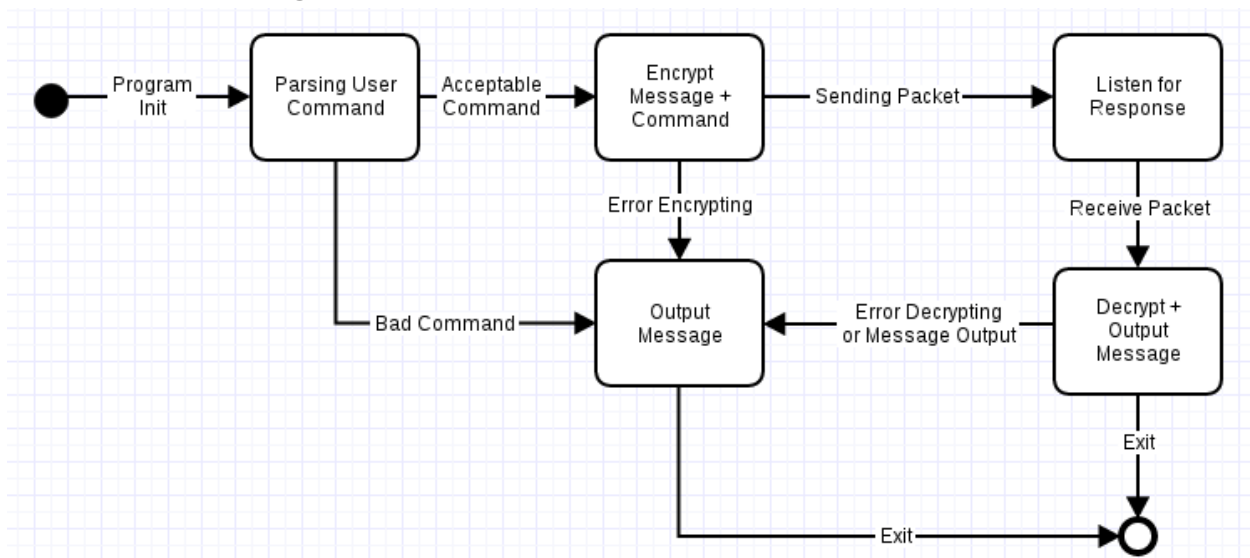 Program
Init
Parsing User
Command
Acceptable
Command
Encrypt
Message +
Command
Sending Packet
Listen for
Response
Error Encrypting
Receive Packet
Bad Command
Output
Message
Error Decrypting
or Message Output
Decrypt +
Output
Message
Exit
Exit